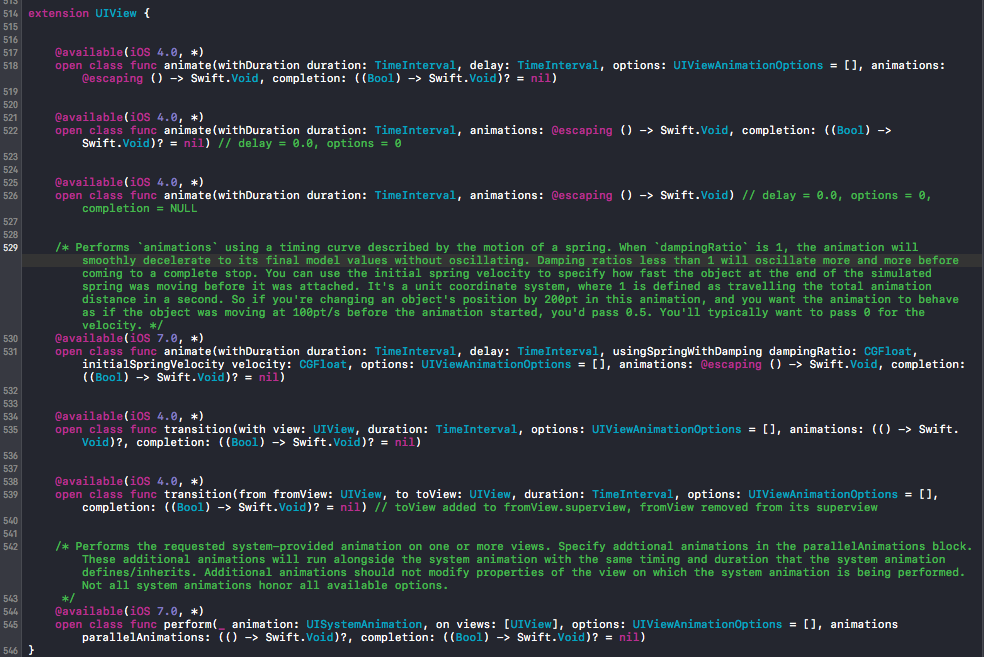 513
514 extension UIView {
515
516
517 @available(iOS 4.0, *)
518 open class func animate(withDuration duration: TimeInterval, delay: TimeInterval, options: UIViewAnimationOptions = [], animations:
@escaping () -> Swift.Void, completion: ((Bool) -> Swift.Void)? = nil)
519
520
521 @available(iOS 4.0, *)
522 open class func animate(withDuration duration: TimeInterval, animations: @escaping () -> Swift.Void, completion: ((Bool) ->
Swift.Void)? = nil) // delay = 0.0, options = 0
523
524
525 @available(iOS 4.0, *)
526 open class func animate(withDuration duration: TimeInterval, animations: @escaping () -> Swift.Void) // delay = 0.0, options = 0,
completion = NULL
527
528
529 /* Performs `animations` using a timing curve described by the motion of a spring. When `dampingRatio` is 1, the animation will
smoothly decelerate to its final model values without oscillating. Damping ratios less than 1 will oscillate more and more before
coming to a complete stop. You can use the initial spring velocity to specify how fast the object at the end of the simulated
spring was moving before it was attached. It's a unit coordinate system, where 1 is defined as travelling the total animation
distance in a second. So if you're changing an object's position by 200pt in this animation, and you want the animation to behave
as if the object was moving at 100pt/s before the animation started, you'd pass 0.5. You'll typically want to pass 0 for the
velocity. */
530 @available(iOS 7.0, *)
531 open class func animate(withDuration duration: TimeInterval, delay: TimeInterval, usingSpringWithDamping dampingRatio: CGFloat,
initialSpringVelocity velocity: CGFloat, options: UIViewAnimationOptions = [], animations: @escaping () -> Swift.Void, completion:
((Bool) -> Swift.Void)? = nil)
532
533
534 @available(iOS 4.0, *)
535 open class func transition(with view: UIView, duration: TimeInterval, options: UIViewAnimationOptions = [], animations: (() -> Swift.
Void)?, completion: ((Bool) -> Swift.Void)? = nil)
536
537
538 @available(iOS 4.0, *)
539 open class func transition(from fromView: UIView, to toView: UIView, duration: TimeInterval, options: UIViewAnimationOptions = [],
completion: ((Bool) -> Swift.Void)? = nil) // toView added to fromView.superview, fromView removed from its superview
540
541
542 /* Performs the requested system-provided animation on one or more views. Specify addtional animations in the parallelAnimations block.
These additional animations will run alongside the system animation with the same timing and duration that the system animation
defines/inherits. Additional animations should not modify properties of the view on which the system animation is being performed.
Not all system animations honor all available options.
543 */
544 @available(iOS 7.0, *)
545 open class func perform(_ animation: UISystemAnimation, on views: [UIView], options: UIViewAnimationOptions = [], animations
parallelAnimations: (() -> Swift.Void)?, completion: ((Bool) -> Swift.Void)? = nil)
546 }